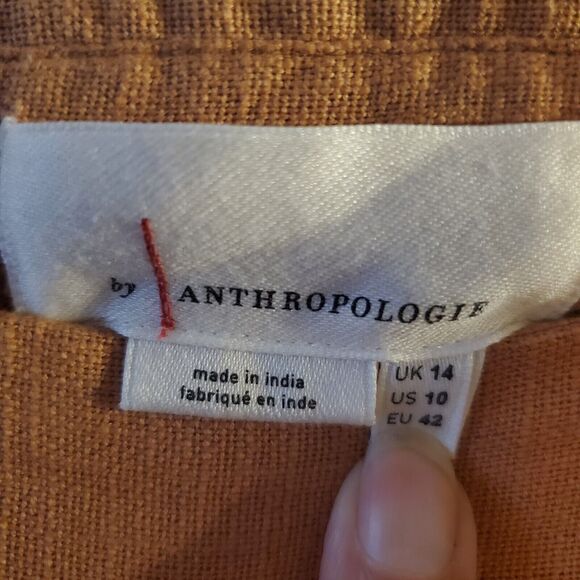 by ANTHROPOLOGIE
made in india
fabriqué en inde
UK 14
US 10
EU 42